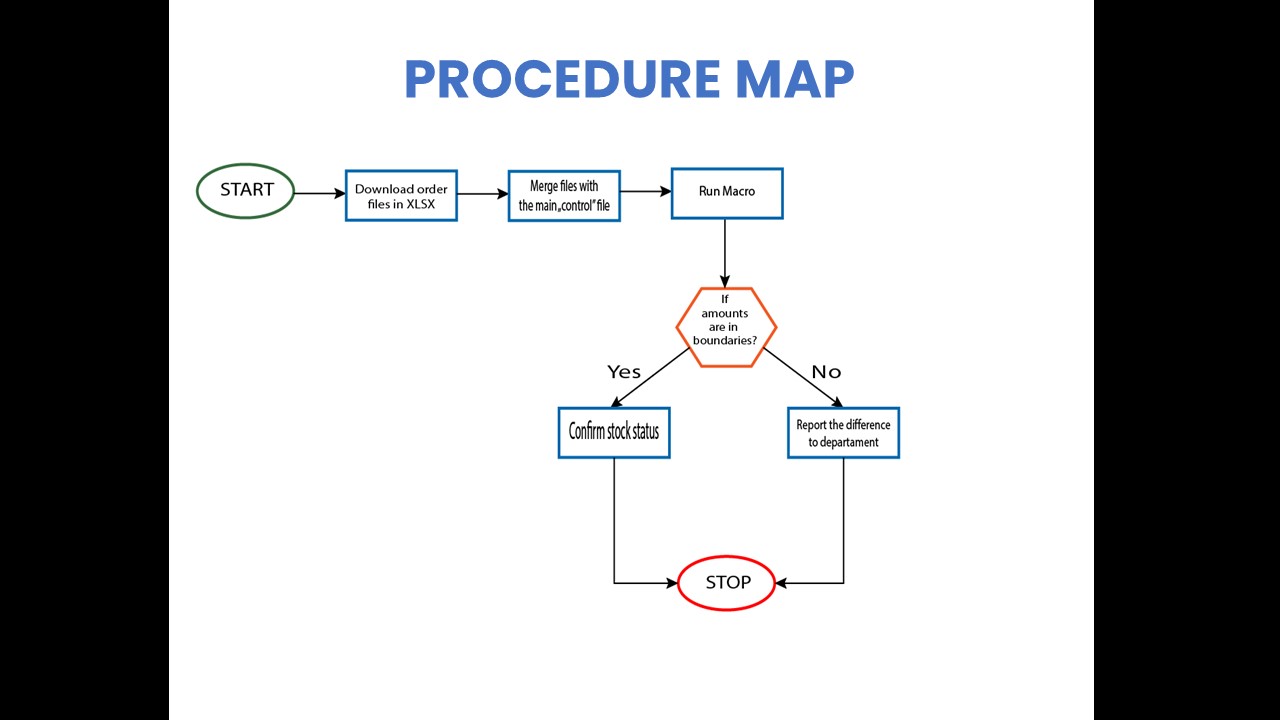 PROCEDURE MAP
START
Download order
files in XLSX
Merge files with
the main„control”file
Run Macro
If
amounts
are in
boundaries?
Yes
No
Confirm stock status
Report the difference
to departament
STOP